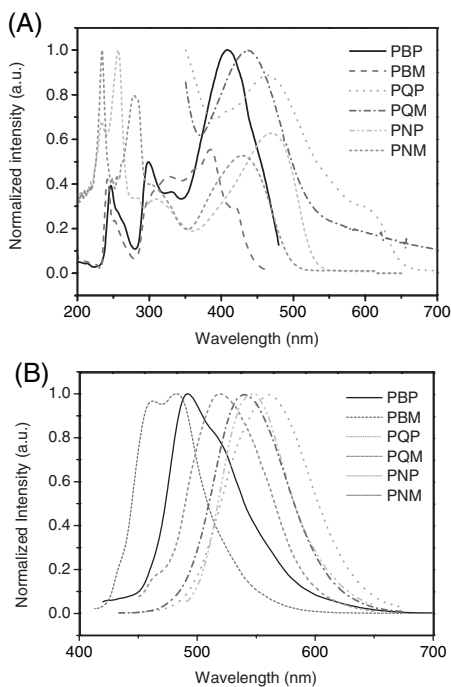 (A)
Normalized intensity (a.u.)
1.0
0.8
0.6
0.4
0.2
0.0
PBP
PBM
PQP
PQM
PNP
PNM
200 300 400 500 600 700
Wavelength (nm)
(B)
Normalized Intensity (a.u.)
1.0
0.8
0.6
0.4
0.2
0.0
PBP
PBM
PQP
PQM
PNP
PNM
400 500 600 700
Wavelength (nm)